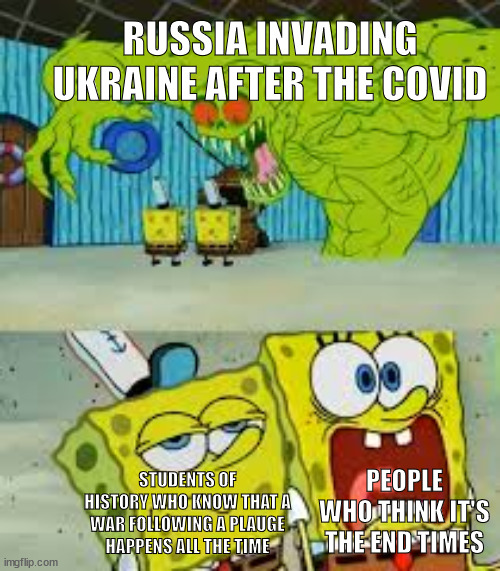 RUSSIA INVADING
UKRAINE AFTER THE COVID
STUDENTS OF
HISTORY WHO KNOW THAT A
WAR FOLLOWING A PLAUGE
HAPPENS ALL THE TIME
PEOPLE
WHO THINK IT'S
THE END TIMES
imgflip.com